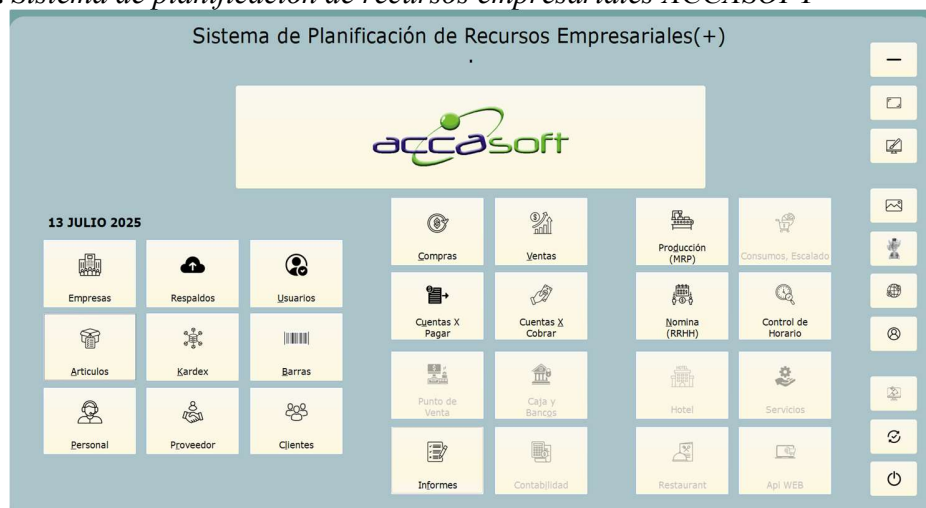 Sistema de planificación de recursos empresariales ACCASOFT
Sistema de Planificación de Recursos Empresariales(+)
.
accasoft
13 JULIO 2025
Empresas
Respaldos
Usuarios
Articulos
Kardex
Barras
Personal
Proveedor
Clientes
Compras
Ventas
Cuentas X
Pagar
Cuentas X
Cobrar
Punto de
Venta
Caja y
Bancos
Informes
Contabilidad
Producción
(MRP)
Consumos, Escalado
Nomina
(RRHH)
Control de
Horario
Hotel
Servicios
Restaurant
Api WEB